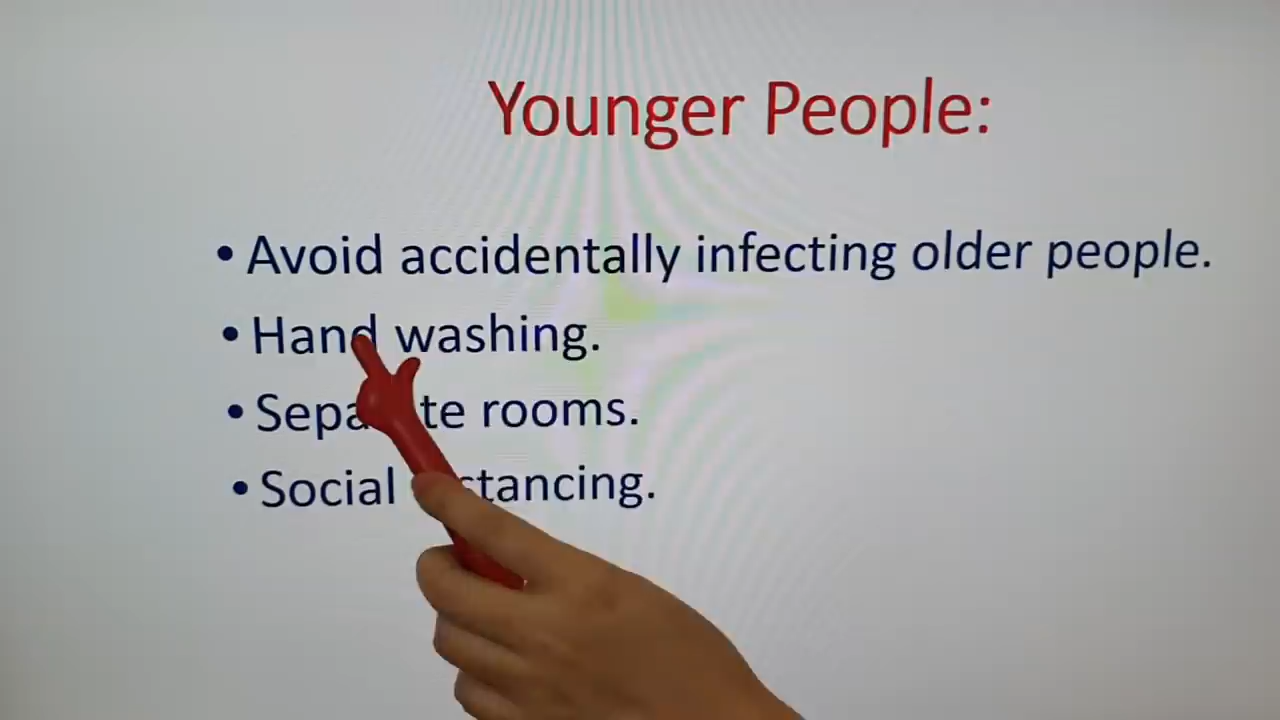 Younger People:
• Avoid accidentally infecting older people.
• Hand washing.
• Separate rooms.
• Social distancing.